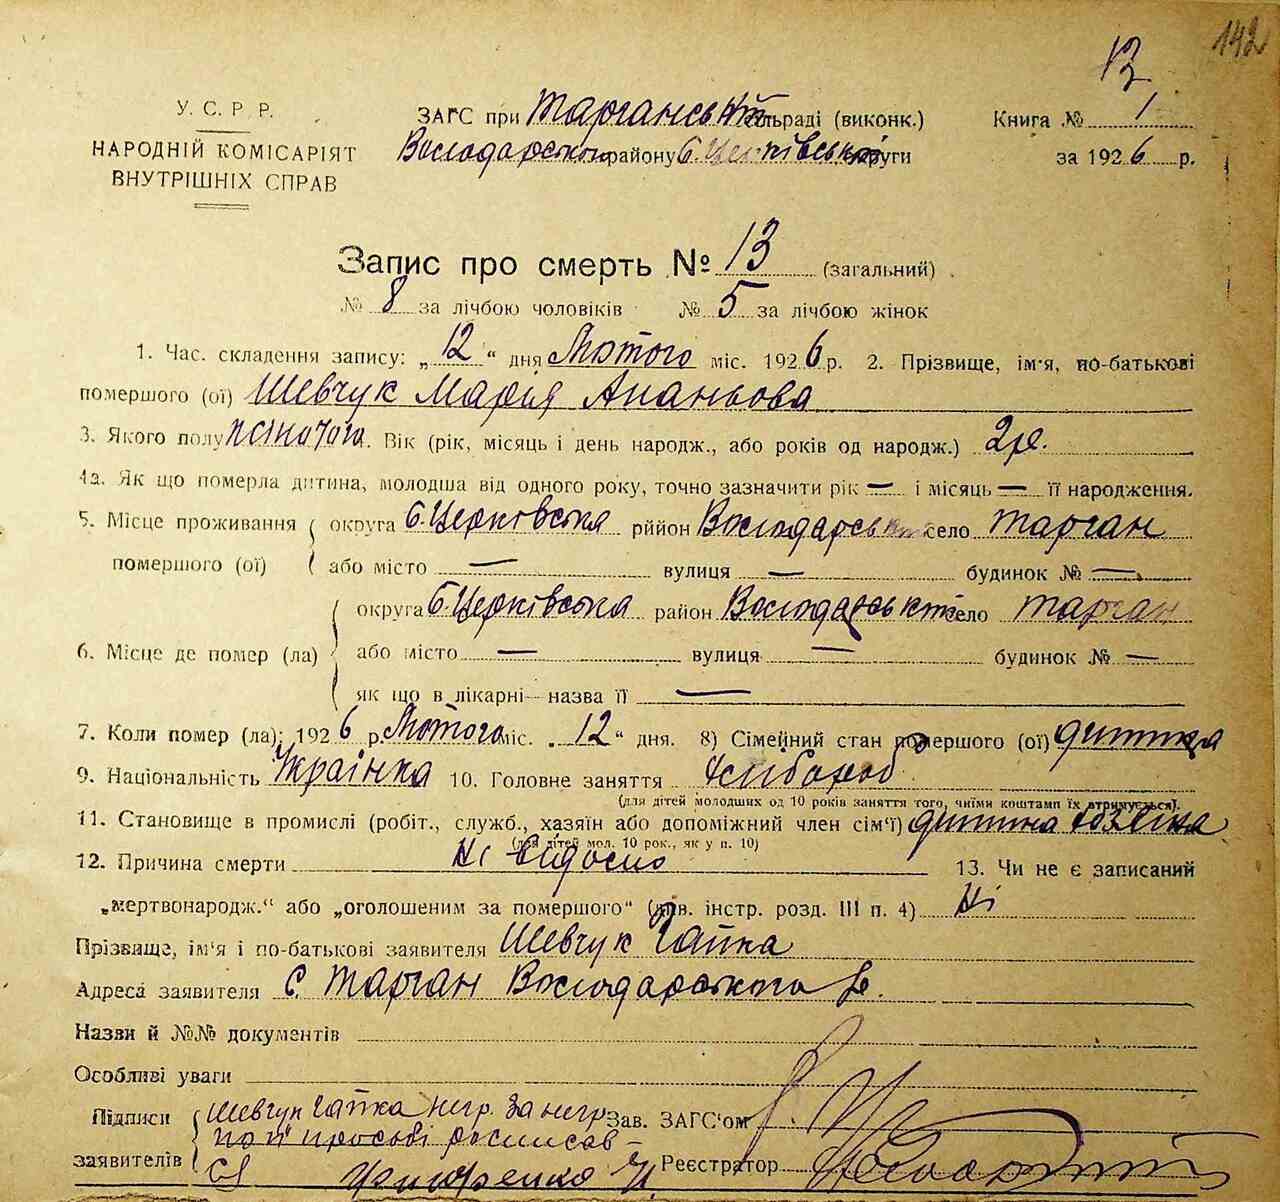 142
13
У. С. Р. Р.
НАРОДНІЙ КОМІСАРІЯТ
ВНУТРІШНІХ СПРАВ
ЗАГС при Тарганській сільраді (виконк.)
Володарського району Б. Церківської округи
Книга № 1
за 1926 р.
Запис про смерть № 13 (загальний)
№ 8 за лічбою чоловіків № 5 за лічбою жінок
1. Час. складення запису: „12“ дня Лютого міс. 1926 р. 2. Прізвище, ім'я, по-батькові
помершого (ої) Шевчук Мария Ананьова
3. Якого полу жіночого. Вік (рік, місяць і день народж., або років од народж.) 2 р.
4а. Як що померла дитина, молодша від одного року, точно зазначити рік — і місяць — її народження.
5. Місце проживання помершого (ої) округа Б. Церківська рййон Володарський село Тарган
або місто — вулиця — будинок № —
6. Місце де помер (ла) округа Б. Церківська район Володарський село Тарган
або місто — вулиця — будинок № —
як що в лікарні—назва її —
7. Коли помер (ла): 1926 р. Лютого міс. „12“ дня. 8) Сімейний стан помершого (ої) дитина
9. Національність Українка 10. Головне заняття хлібороб
(для дітей молодших од 10 років заняття того, чиїми коштами їх втримується).
11. Становище в промислі (робіт., служб., хазяїн або допоміжний член сім'ї) дитина хазяїна
(для дітей мол. 10 рок., як у п. 10)
12. Причина смерти Ні відомо 13. Чи не є записаний
„мертвонародж.“ або „оголошеним за помершого“ (див. інстр. розд. III п. 4) Ні
Прізвище, ім'я і по-батькові заявителя Шевчук Гапка
Адреса заявителя с. Тарган Володарського р.
Назви й №№ документів
Особливі уваги
Підписи заявителів Шевчук Гапка негр. За негр.
по її просьбі росписав-
ся
Зав. ЗАГС'ом
Реєстратор